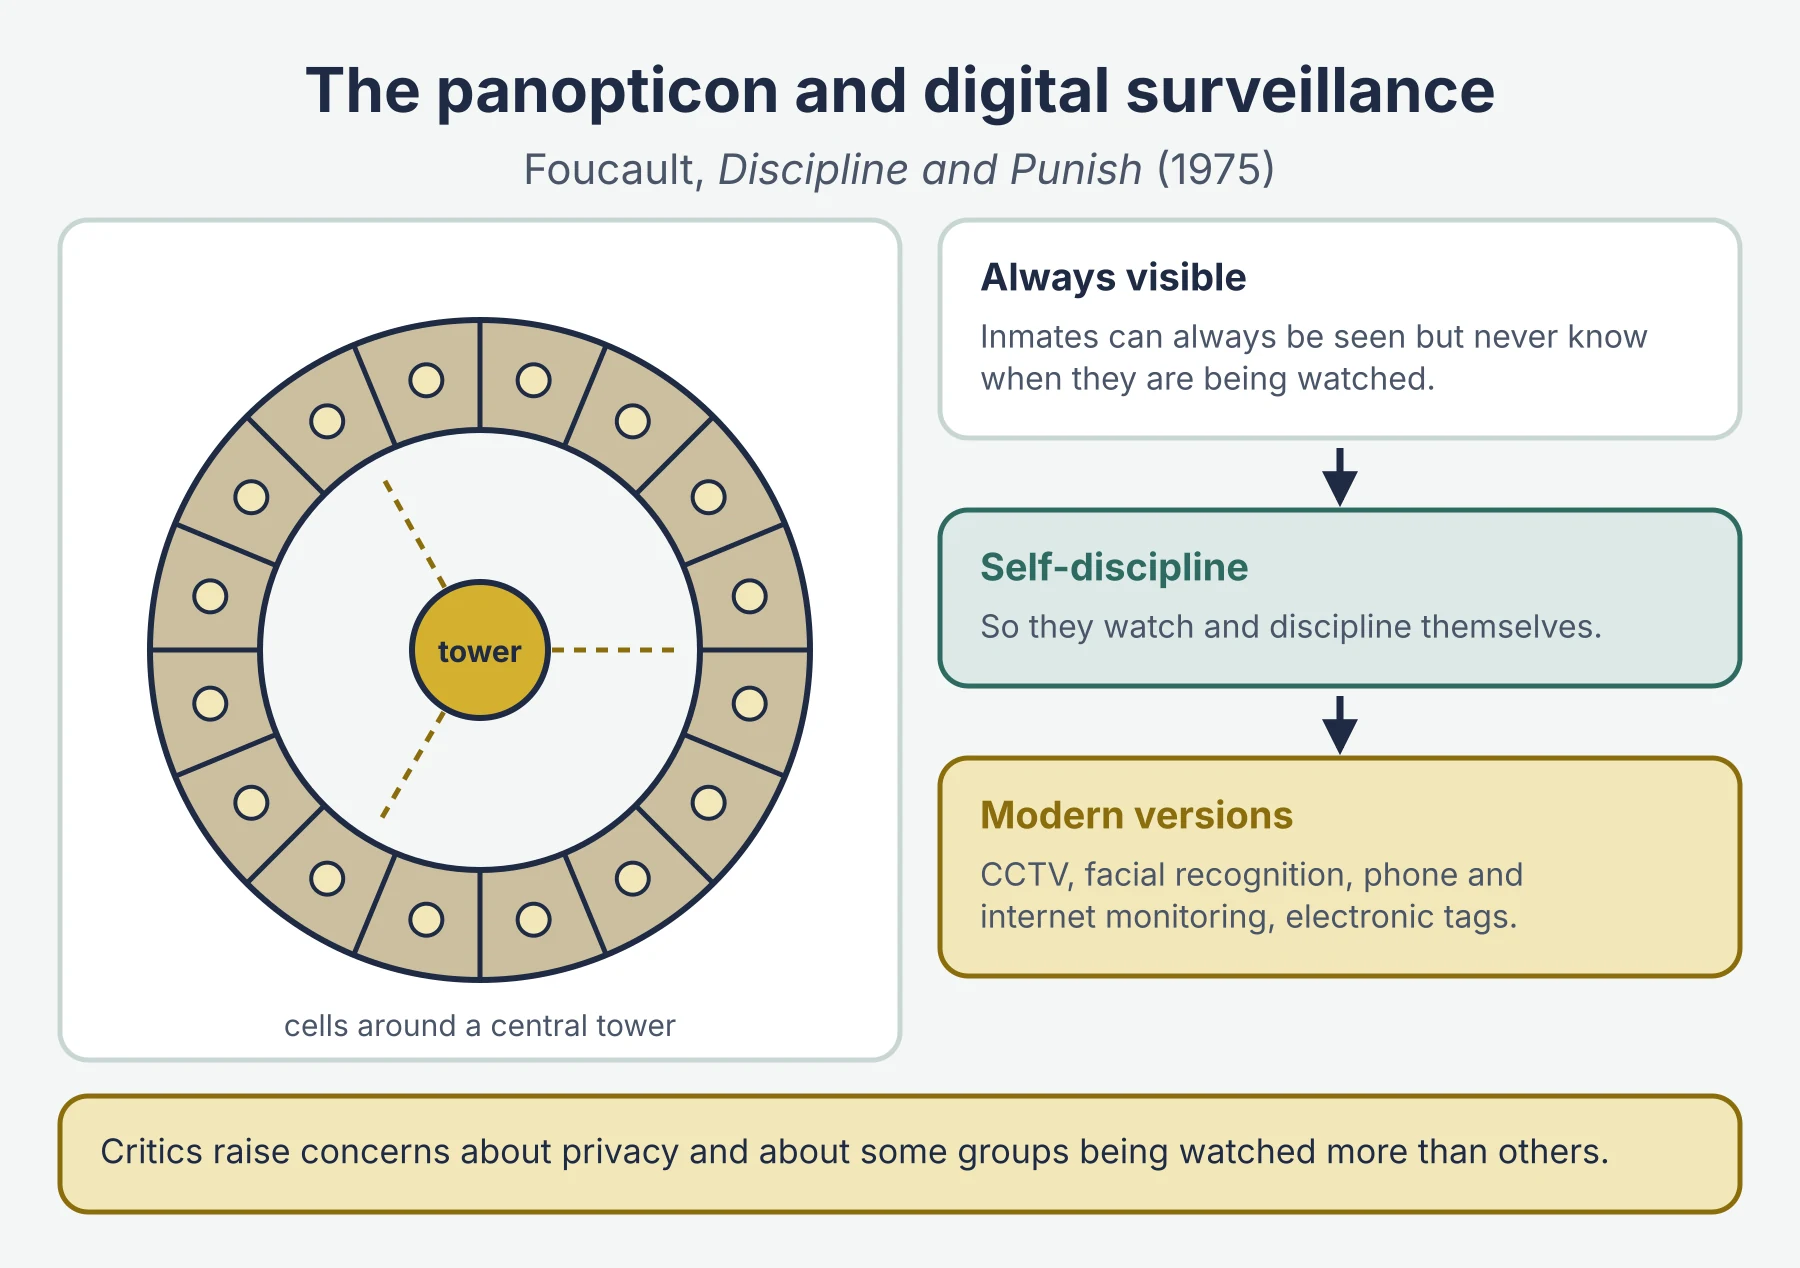 The panopticon and digital surveillance
Foucault, Discipline and Punish (1975)
tower
cells around a central tower
Always visible
Inmates can always be seen but never know
when they are being watched.
Self-discipline
So they watch and discipline themselves.
Modern versions
CCTV, facial recognition, phone and
internet monitoring, electronic tags.
Critics raise concerns about privacy and about some groups being watched more than others.